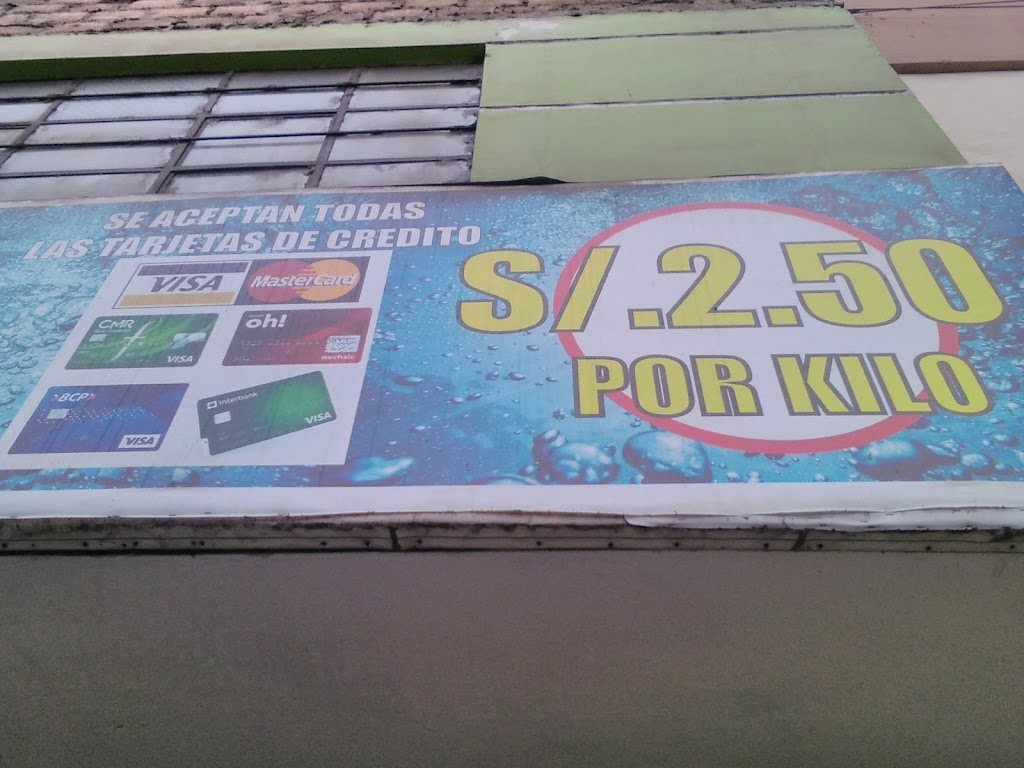 SE ACEPTAN TODAS
LAS TARJETAS DE CREDITO
VISA
MasterCard
CMR
VISA
oh!
oechsle
BCP
VISA
Interbank
VISA
S/.2.50
POR KILO